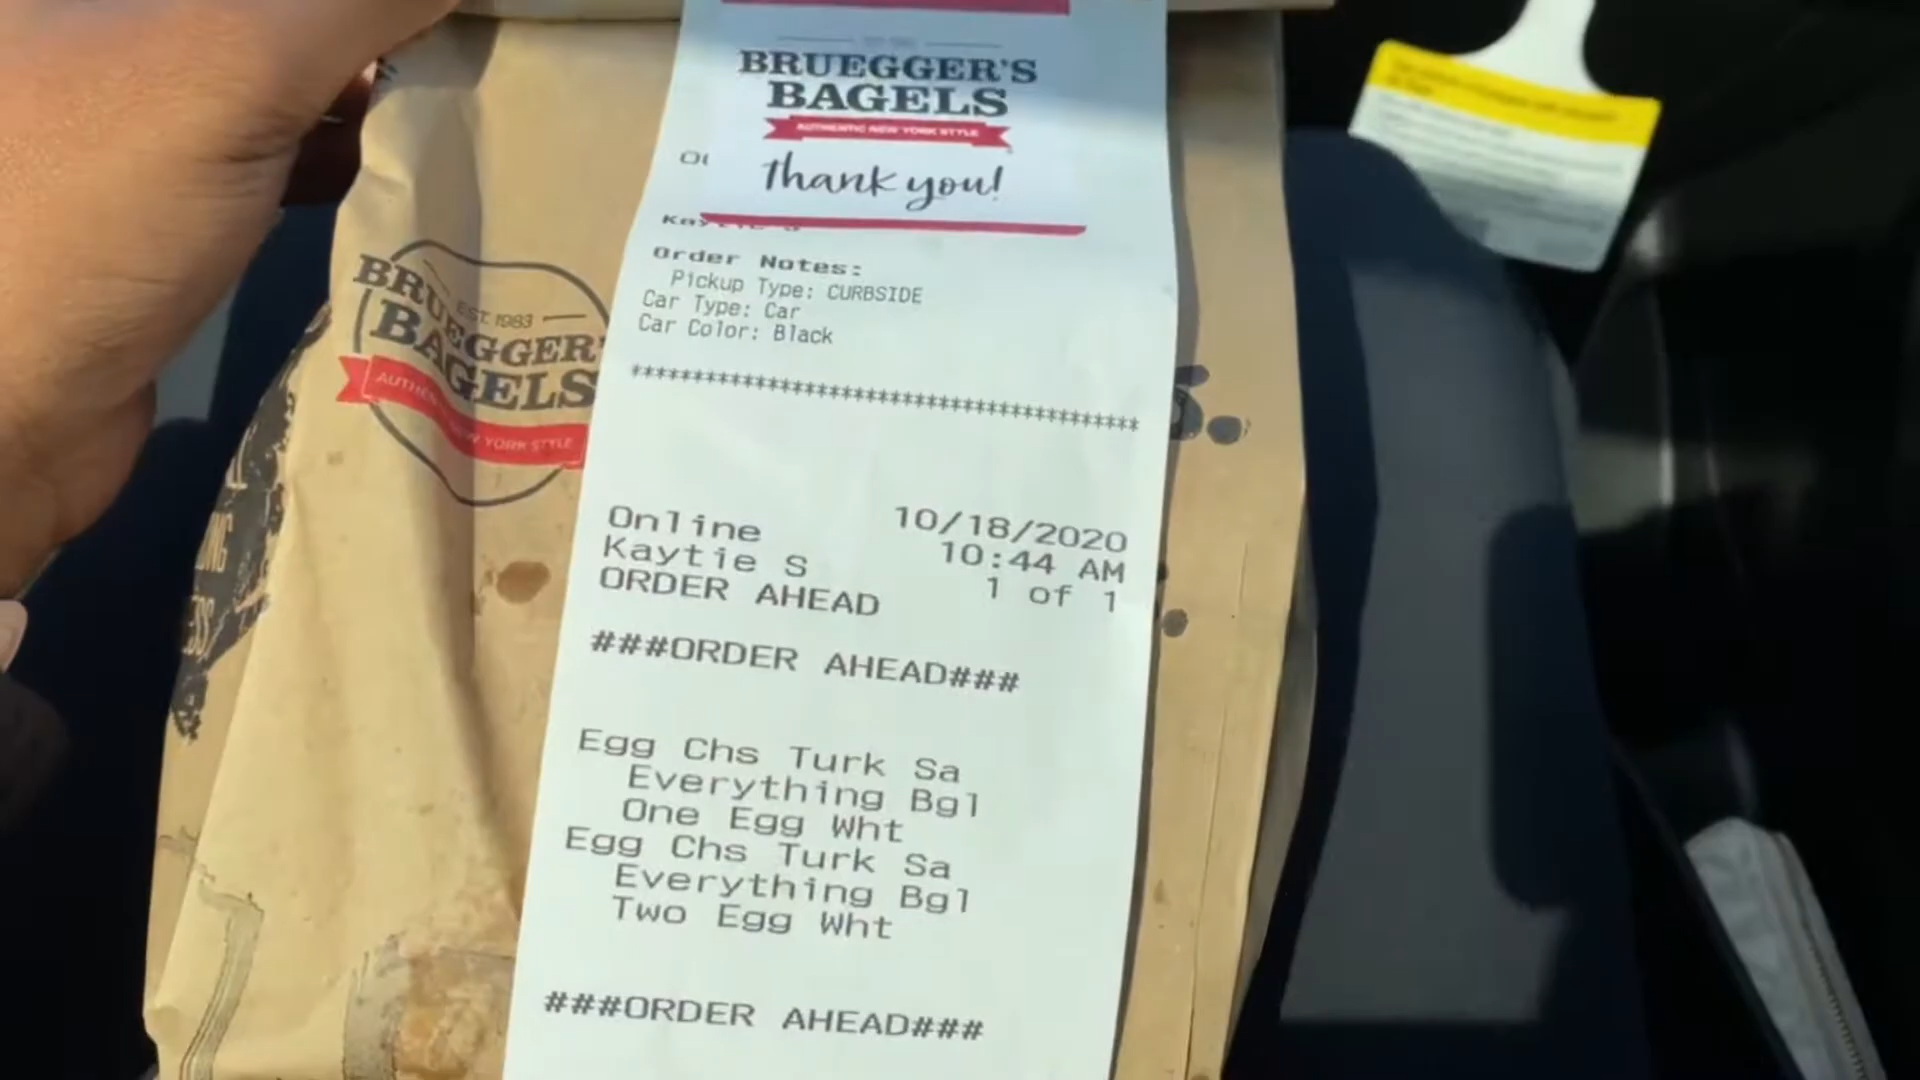 BRUEGGER'S
BAGELS
AUTHENTIC NEW YORK STYLE
thank you!
Order Notes:
Pickup Type: CURBSIDE
Car Type: Car
Car Color: Black
****************************************
Online 10/18/2020
Kaytie S 10:44 AM
ORDER AHEAD 1 of 1
###ORDER AHEAD###
Egg Chs Turk Sa
Everything Bgl
One Egg Wht
Egg Chs Turk Sa
Everything Bgl
Two Egg Wht
###ORDER AHEAD###
EST. 1983
BRUEGGER'
BAGELS
NEW YORK STYLE